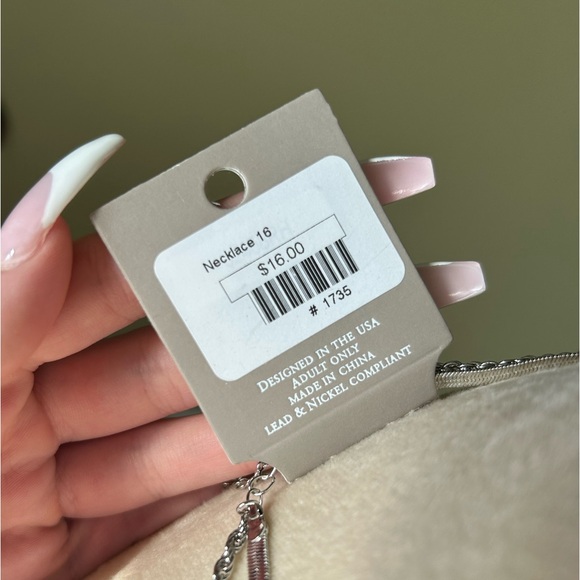 Necklace 16
$16.00
# 1735
DESIGNED IN THE USA
ADULT ONLY
MADE IN CHINA
LEAD & NICKEL COMPLIANT